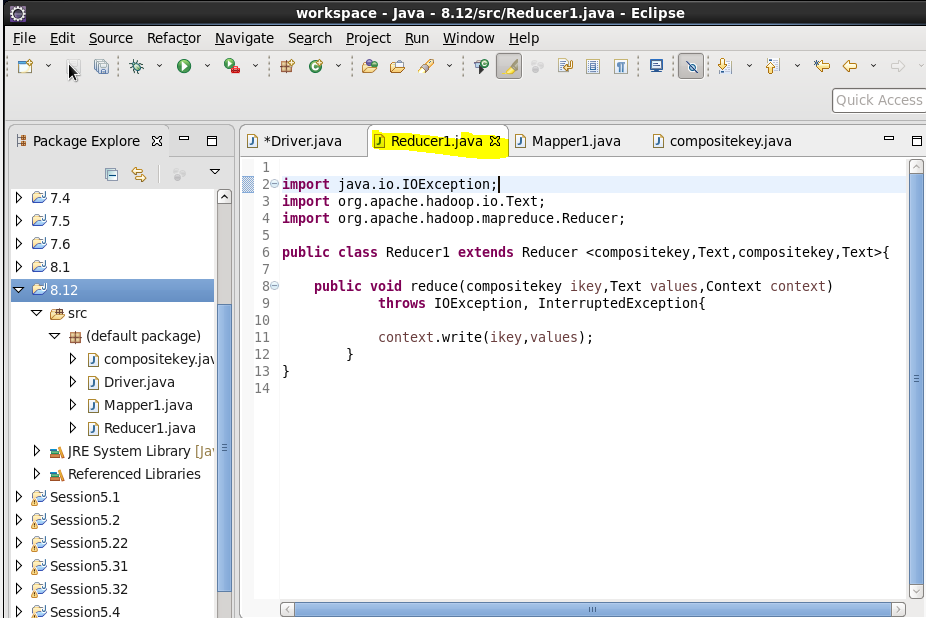 workspace - Java - 8.12/src/Reducer1.java - Eclipse
File Edit Source Refactor Navigate Search Project Run Window Help
Quick Access
Package Explore
*Driver.java Reducer1.java Mapper1.java compositekey.java
7.4
7.5
7.6
8.1
8.12
src
(default package)
compositekey.jav
Driver.java
Mapper1.java
Reducer1.java
JRE System Library [Jav
Referenced Libraries
Session5.1
Session5.2
Session5.22
Session5.31
Session5.32
Session5.4
1
2 import java.io.IOException;
3 import org.apache.hadoop.io.Text;
4 import org.apache.hadoop.mapreduce.Reducer;
5
6 public class Reducer1 extends Reducer <compositekey,Text,compositekey,Text>{
7
8 public void reduce(compositekey ikey,Text values,Context context)
9 throws IOException, InterruptedException{
10
11 context.write(ikey,values);
12 }
13 }
14